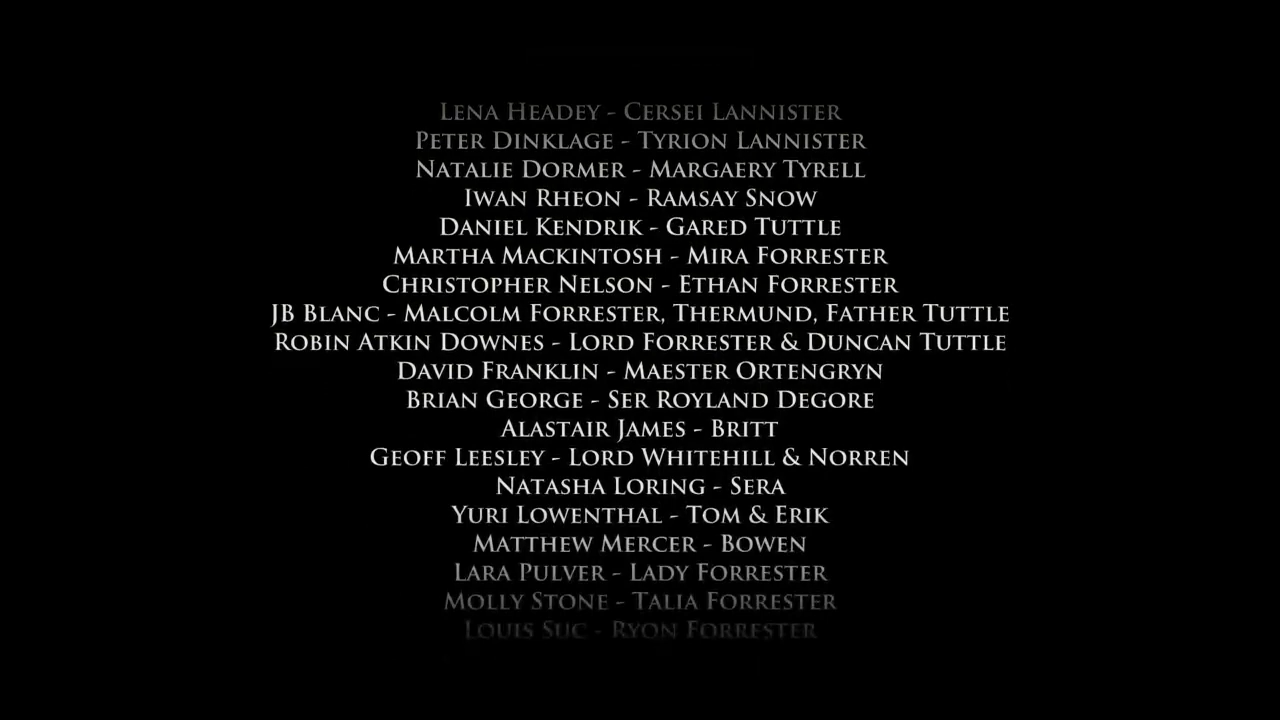 Lena Headey - Cersei Lannister
Peter Dinklage - Tyrion Lannister
Natalie Dormer - Margaery Tyrell
Iwan Rheon - Ramsay Snow
Daniel Kendrik - Gared Tuttle
Martha Mackintosh - Mira Forrester
Christopher Nelson - Ethan Forrester
JB Blanc - Malcolm Forrester, Thermund, Father Tuttle
Robin Atkin Downes - Lord Forrester & Duncan Tuttle
David Franklin - Maester Ortengryn
Brian George - Ser Royland Degore
Alastair James - Britt
Geoff Leesley - Lord Whitehill & Norren
Natasha Loring - Sera
Yuri Lowenthal - Tom & Erik
Matthew Mercer - Bowen
Lara Pulver - Lady Forrester
Molly Stone - Talia Forrester
Louis Suc - Ryon Forrester